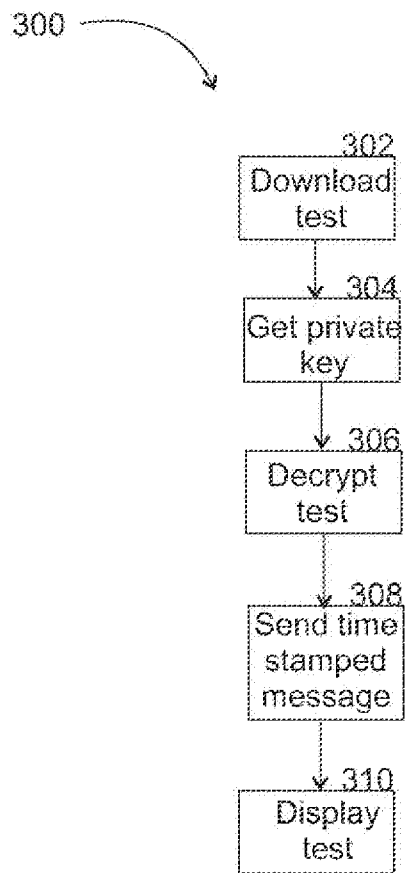 300
302
Download
test
304
Get private
key
306
Decrypt
test
308
Send time
stamped
message
310
Display
test